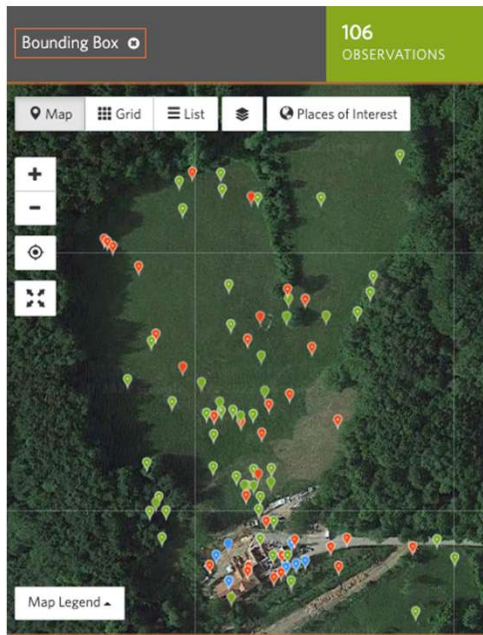 Bounding Box
106
OBSERVATIONS
Map
Grid
List
Places of Interest
Map Legend